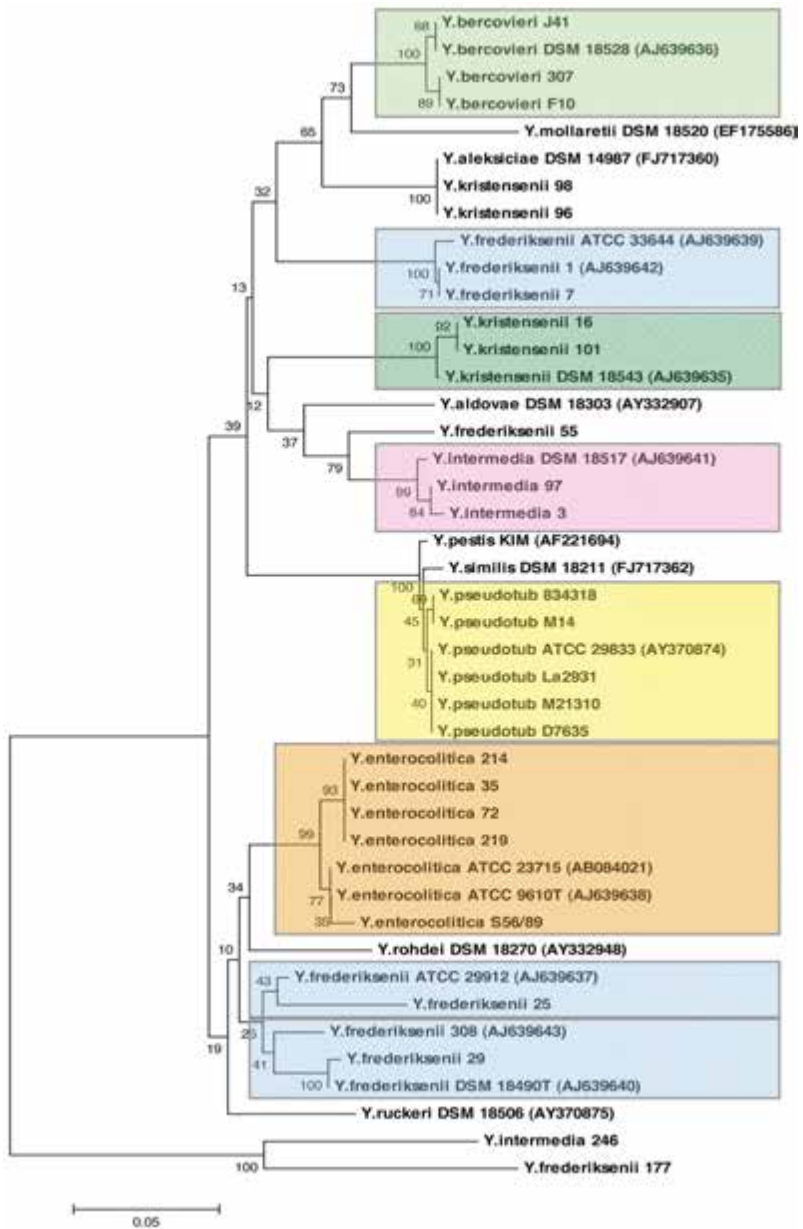 Y.bercovieri J41
68
Y.bercovieri DSM 18528 (AJ639636)
100
Y.bercovieri 307
73
89
Y.bercovieri F10
65
Y.mollaretii DSM 18520 (EF175586)
Y.aleksiciae DSM 14987 (FJ717360)
32
Y.kristensenii 98
100
Y.kristensenii 96
Y.frederiksenii ATCC 33644 (AJ639639)
100
Y.frederiksenii 1 (AJ639642)
13
71
Y.frederiksenii 7
92
Y.kristensenii 16
100
Y.kristensenii 101
Y.kristensenii DSM 18543 (AJ639635)
12
Y.aldovae DSM 18303 (AY332907)
39
37
Y.frederiksenii 55
79
Y.intermedia DSM 18517 (AJ639641)
99
Y.intermedia 97
64
Y.intermedia 3
Y.pestis KIM (AF221694)
Y.similis DSM 18211 (FJ717362)
100
Y.pseudotub 834318
45
Y.pseudotub M14
31
Y.pseudotub ATCC 29833 (AY370874)
Y.pseudotub La2931
40
Y.pseudotub M21310
Y.pseudotub D7635
Y.enterocolitica 214
93
Y.enterocolitica 35
Y.enterocolitica 72
99
Y.enterocolitica 219
Y.enterocolitica ATCC 23715 (AB084021)
34
77
Y.enterocolitica ATCC 9610T (AJ639638)
35
Y.enterocolitica S56/89
10
Y.rohdei DSM 18270 (AY332948)
43
Y.frederiksenii ATCC 29912 (AJ639637)
Y.frederiksenii 25
19
Y.frederiksenii 308 (AJ639643)
41
Y.frederiksenii 29
100
Y.frederiksenii DSM 18490T (AJ639640)
Y.ruckeri DSM 18506 (AY370875)
Y.intermedia 246
100
Y.frederiksenii 177
0.05